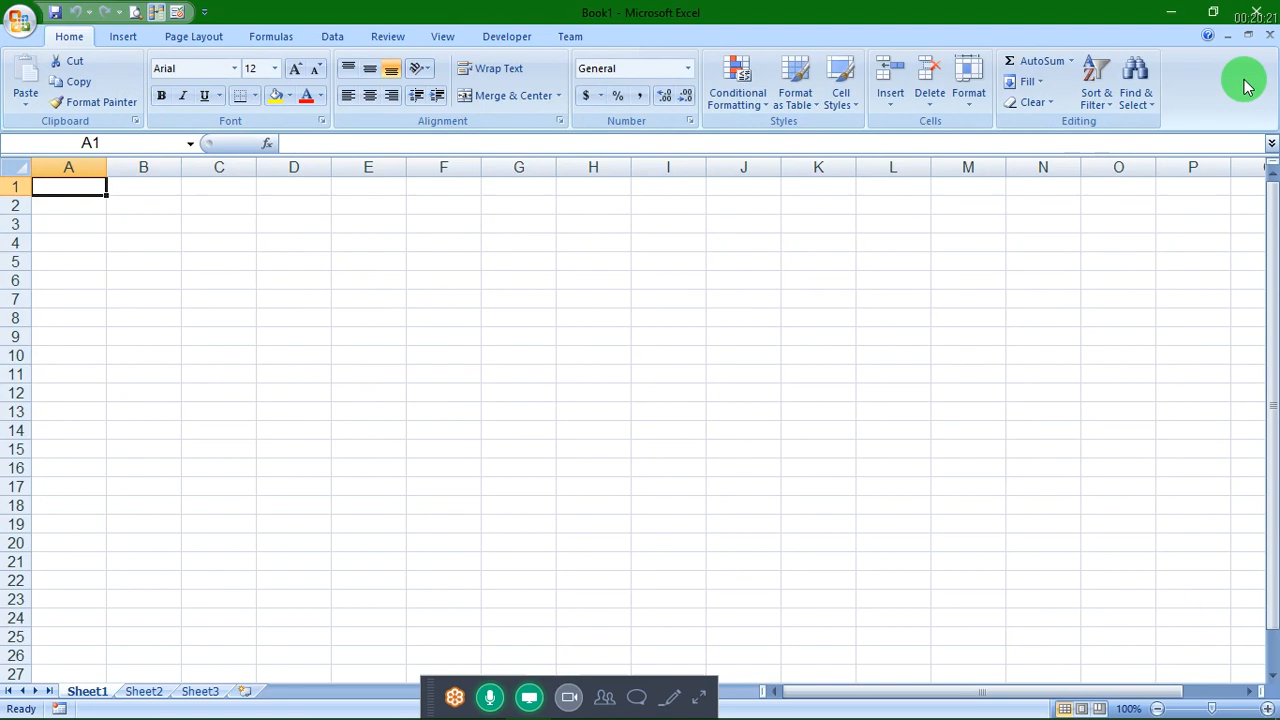 Book1 - Microsoft Excel
00:20:21
Home Insert Page Layout Formulas Data Review View Developer Team
Paste
Cut
Copy
Format Painter
Clipboard
Arial 12
B I U
A
Font
Wrap Text
Merge & Center
Alignment
General
$ % ,
Number
Conditional Formatting
Format as Table
Cell Styles
Styles
Insert Delete Format
Cells
Σ AutoSum
Fill
Clear
Sort & Filter
Find & Select
Editing
A1
fx
A B C D E F G H I J K L M N O P
1
2
3
4
5
6
7
8
9
10
11
12
13
14
15
16
17
18
19
20
21
22
23
24
25
26
27
Sheet1 Sheet2 Sheet3
Ready
100%